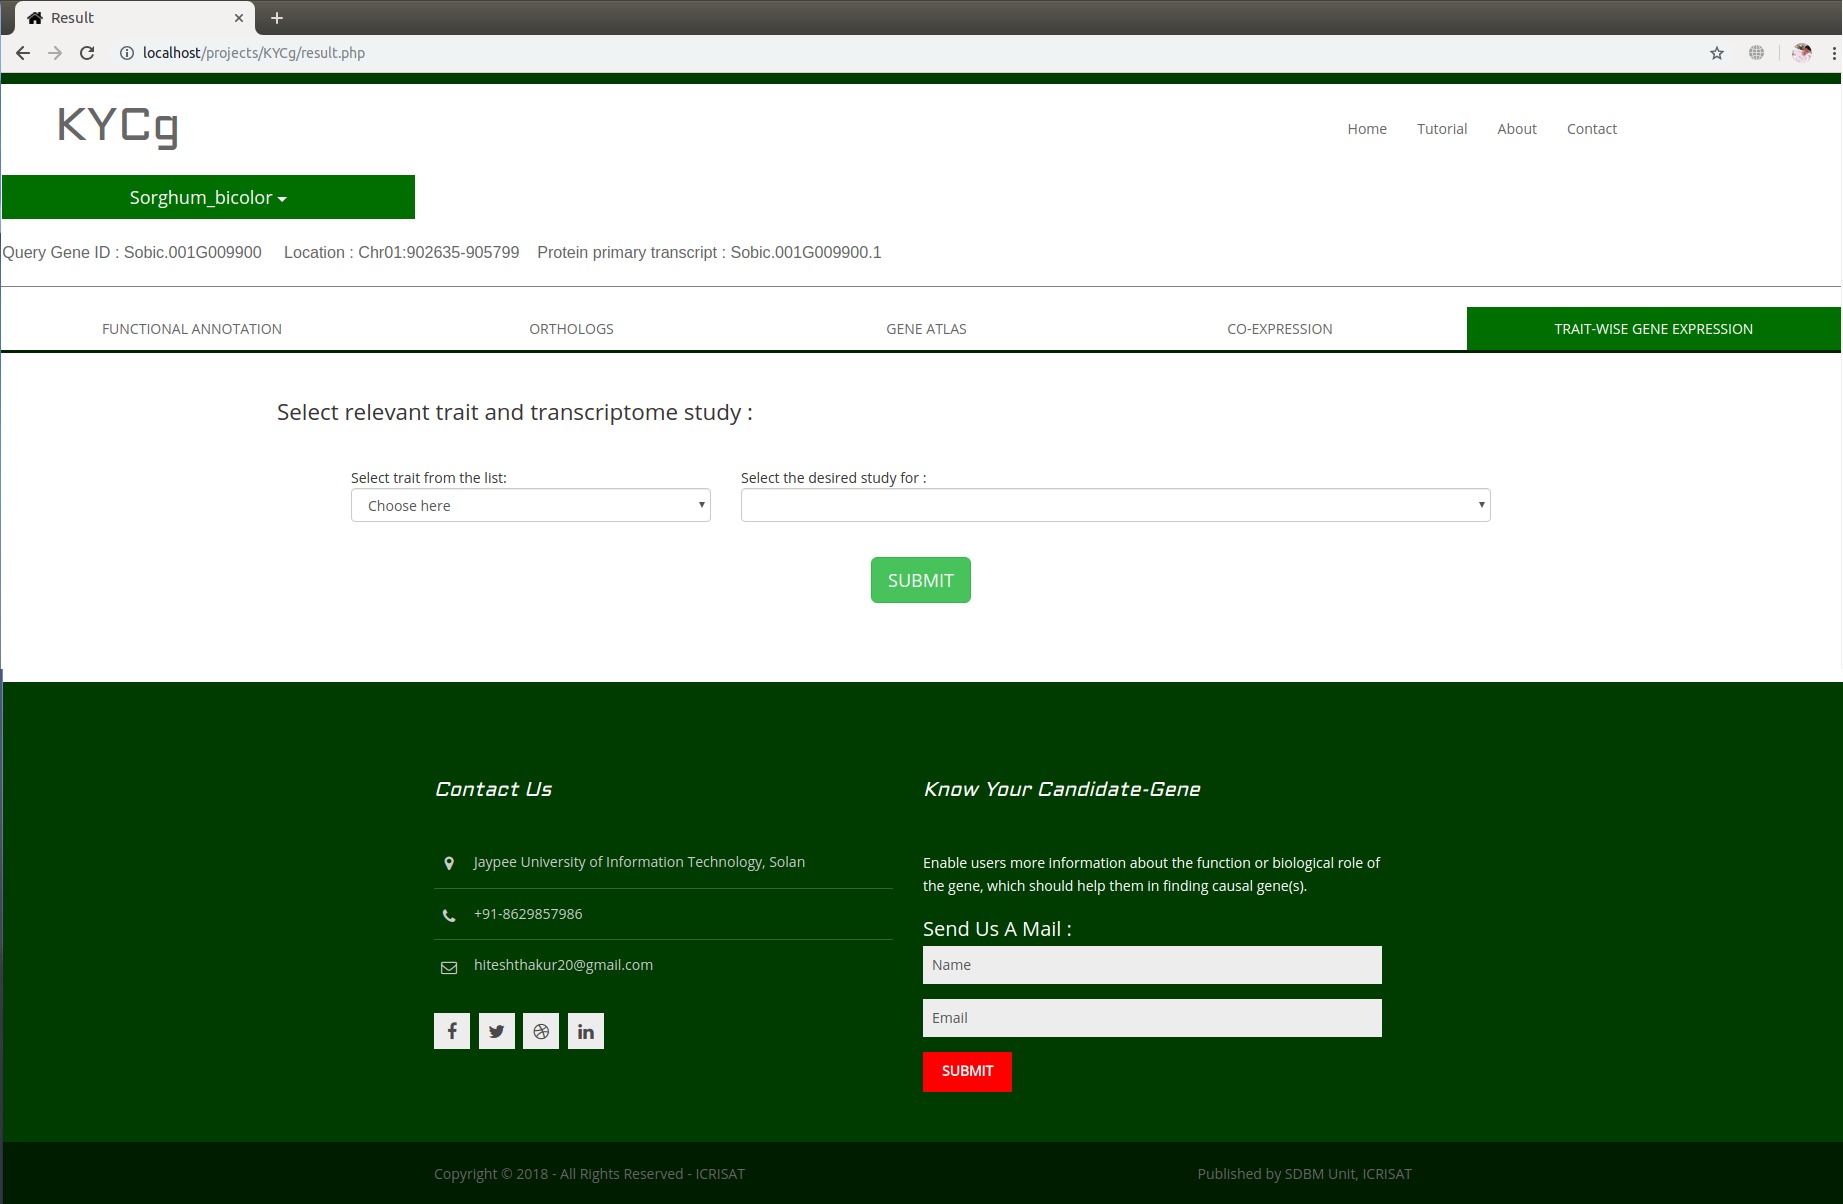 Result
localhost/projects/KYCg/result.php
KYCg
Home Tutorial About Contact
Sorghum_bicolor
Query Gene ID : Sobic.001G009900 Location : Chr01:902635-905799 Protein primary transcript : Sobic.001G009900.1
FUNCTIONAL ANNOTATION ORTHOLOGS GENE ATLAS CO-EXPRESSION TRAIT-WISE GENE EXPRESSION
Select relevant trait and transcriptome study :
Select trait from the list: Select the desired study for :
Choose here
SUBMIT
Contact Us
Jaypee University of Information Technology, Solan
+91-8629857986
hiteshthakur20@gmail.com
Know Your Candidate-Gene
Enable users more information about the function or biological role of
the gene, which should help them in finding causal gene(s).
Send Us A Mail :
Name
Email
SUBMIT
Copyright © 2018 - All Rights Reserved - ICRISAT Published by SDBM Unit, ICRISAT